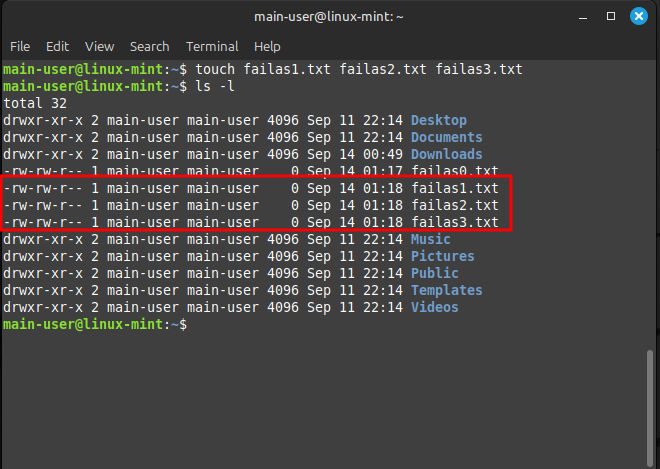 main-user@linux-mint: ~
File Edit View Search Terminal Help
main-user@linux-mint:~$ touch failas1.txt failas2.txt failas3.txt
main-user@linux-mint:~$ ls -l
total 32
drwxr-xr-x 2 main-user main-user 4096 Sep 11 22:14 Desktop
drwxr-xr-x 2 main-user main-user 4096 Sep 11 22:14 Documents
drwxr-xr-x 2 main-user main-user 4096 Sep 14 00:49 Downloads
-rw-rw-r-- 1 main-user main-user    0 Sep 14 01:17 failas0.txt
-rw-rw-r-- 1 main-user main-user    0 Sep 14 01:18 failas1.txt
-rw-rw-r-- 1 main-user main-user    0 Sep 14 01:18 failas2.txt
-rw-rw-r-- 1 main-user main-user    0 Sep 14 01:18 failas3.txt
drwxr-xr-x 2 main-user main-user 4096 Sep 11 22:14 Music
drwxr-xr-x 2 main-user main-user 4096 Sep 11 22:14 Pictures
drwxr-xr-x 2 main-user main-user 4096 Sep 11 22:14 Public
drwxr-xr-x 2 main-user main-user 4096 Sep 11 22:14 Templates
drwxr-xr-x 2 main-user main-user 4096 Sep 11 22:14 Videos
main-user@linux-mint:~$